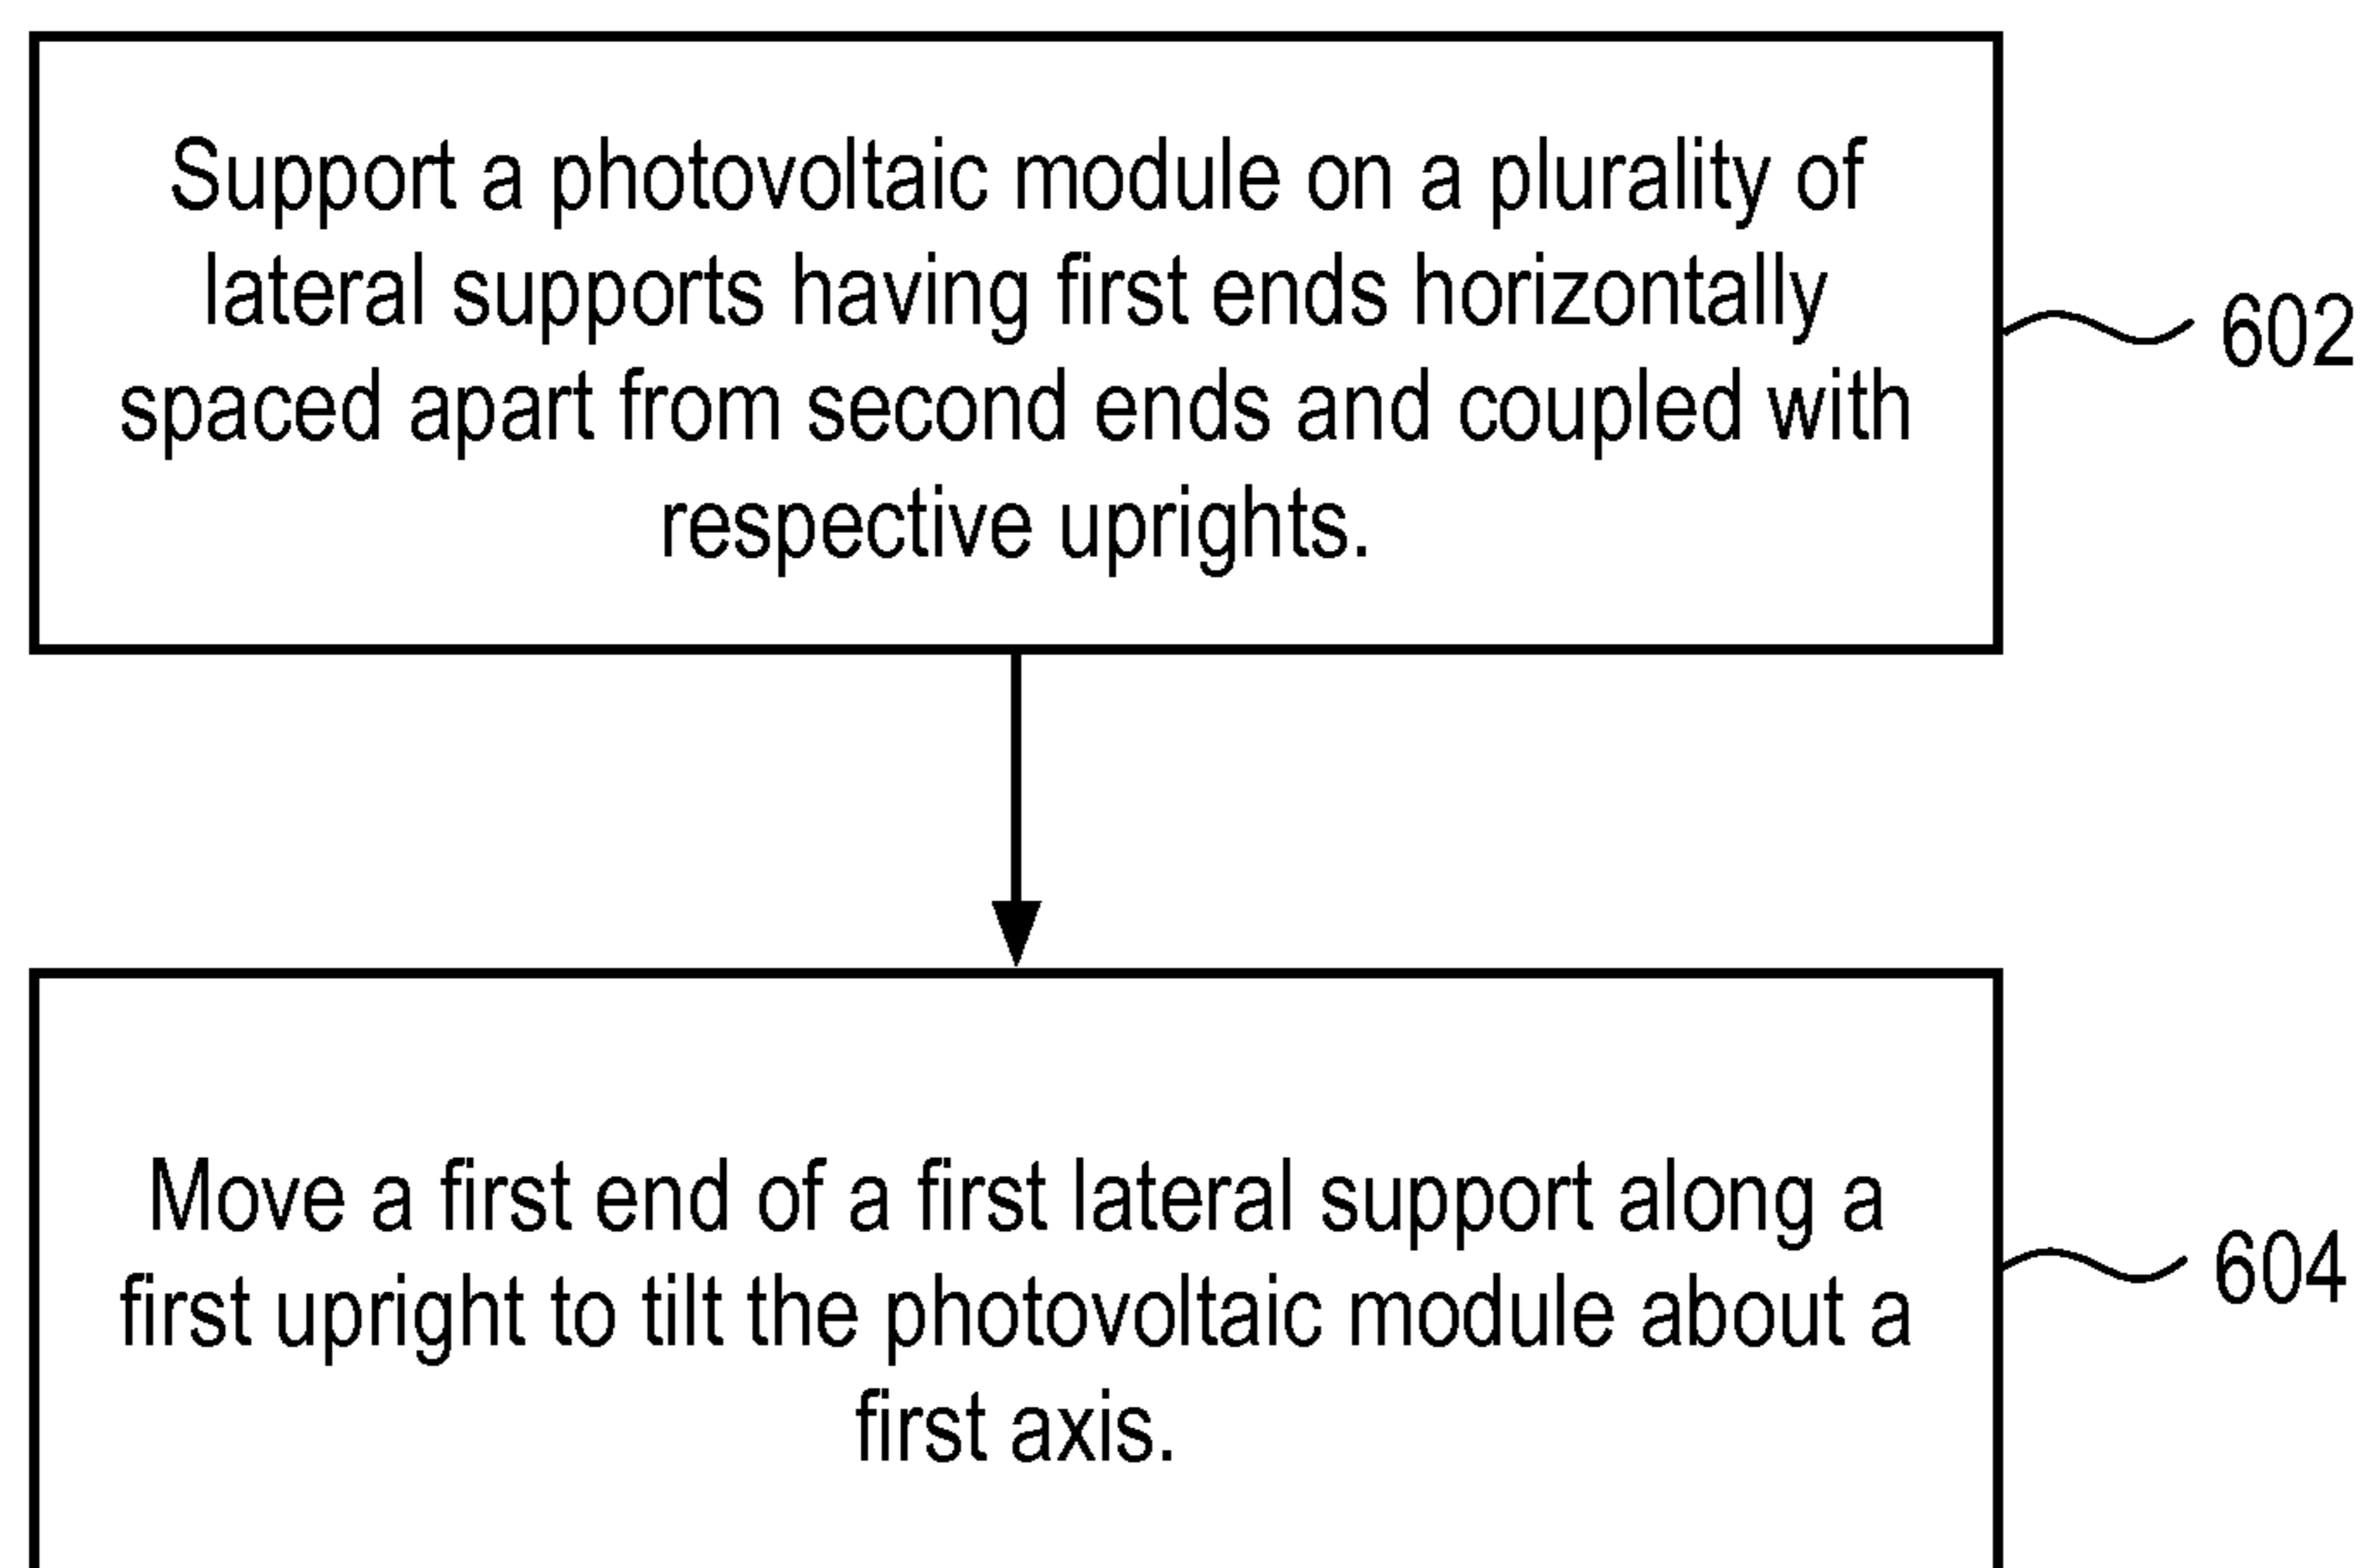 Support a photovoltaic module on a plurality of
lateral supports having first ends horizontally
spaced apart from second ends and coupled with
respective uprights.
602
Move a first end of a first lateral support along a
first upright to tilt the photovoltaic module about a
first axis.
604